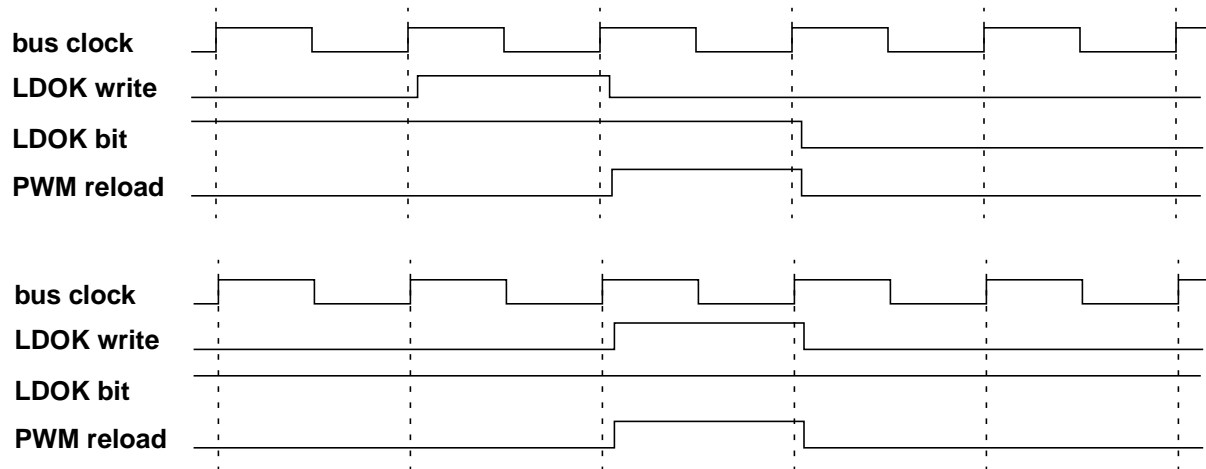 bus clock
LDOK write
LDOK bit
PWM reload
bus clock
LDOK write
LDOK bit
PWM reload